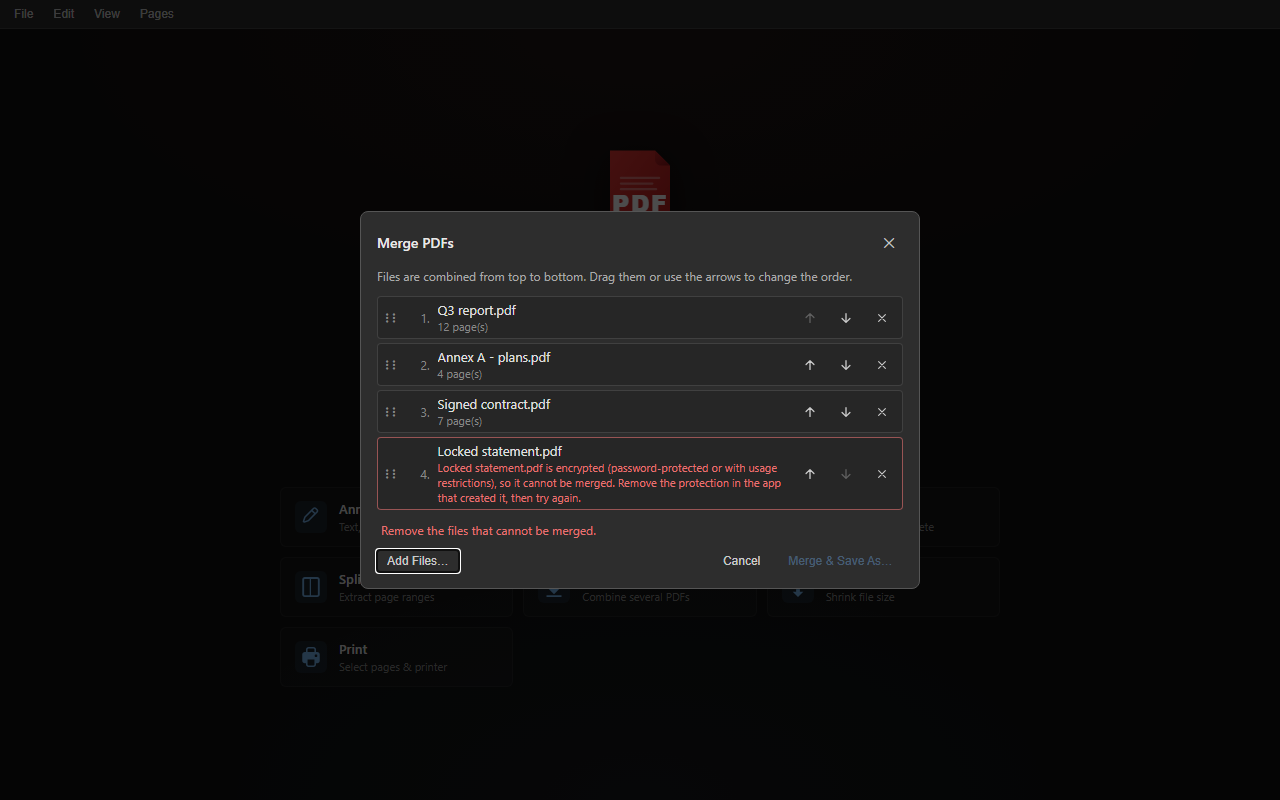 File Edit View Pages
PDF
Merge PDFs
Files are combined from top to bottom. Drag them or use the arrows to change the order.
1. Q3 report.pdf
12 page(s)
2. Annex A - plans.pdf
4 page(s)
3. Signed contract.pdf
7 page(s)
4. Locked statement.pdf
Locked statement.pdf is encrypted (password-protected or with usage
restrictions), so it cannot be merged. Remove the protection in the app
that created it, then try again.
Remove the files that cannot be merged.
Add Files...
Cancel
Merge & Save As...
Ann
Text,
Spli
Extract page ranges
Combine several PDFs
Shrink file size
Print
Select pages & printer